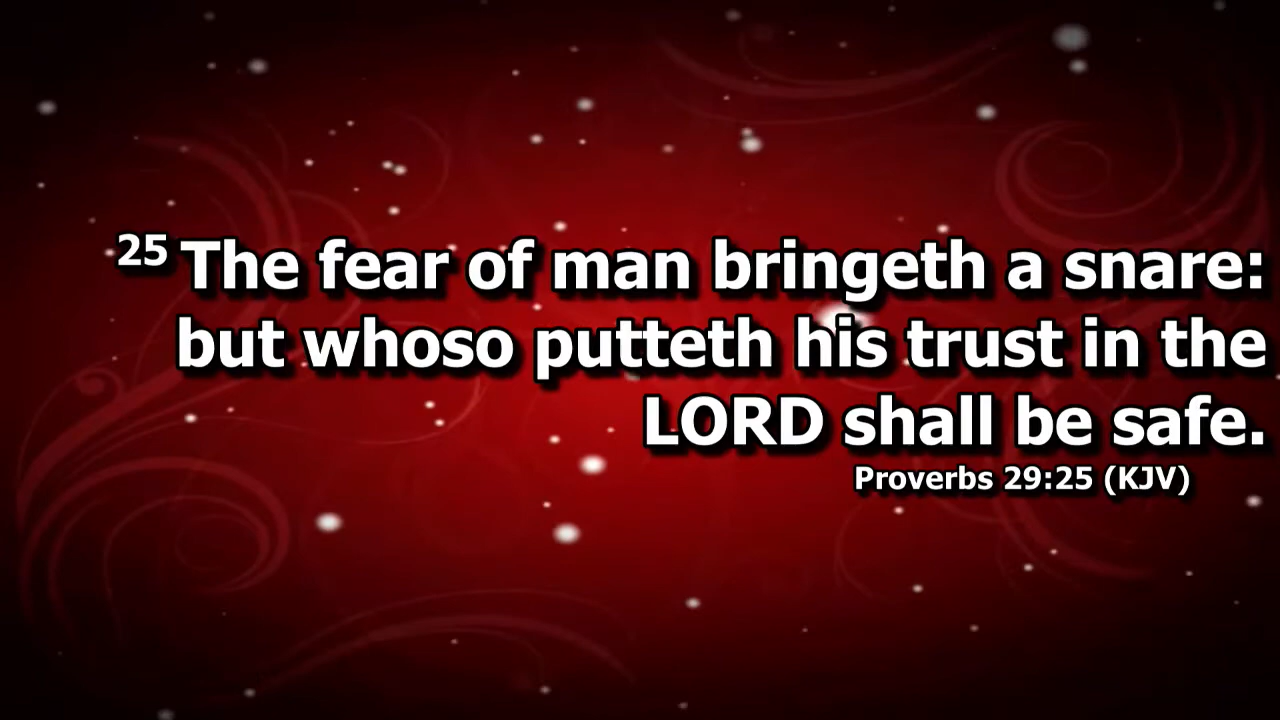 25 The fear of man bringeth a snare:
but whoso putteth his trust in the
LORD shall be safe.
Proverbs 29:25 (KJV)